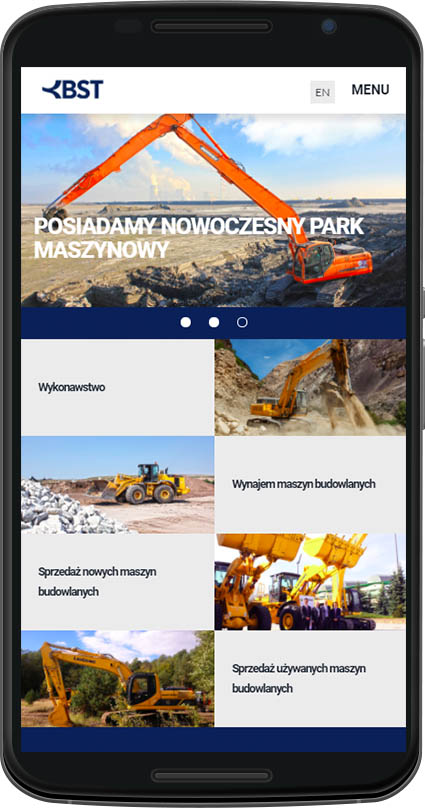 BST
EN
MENU
POSIADAMY NOWOCZESNY PARK
MASZYNOWY
Wykonawstwo
Wynajem maszyn budowlanych
Sprzedaż nowych maszyn
budowlanych
Sprzedaż używanych maszyn
budowlanych